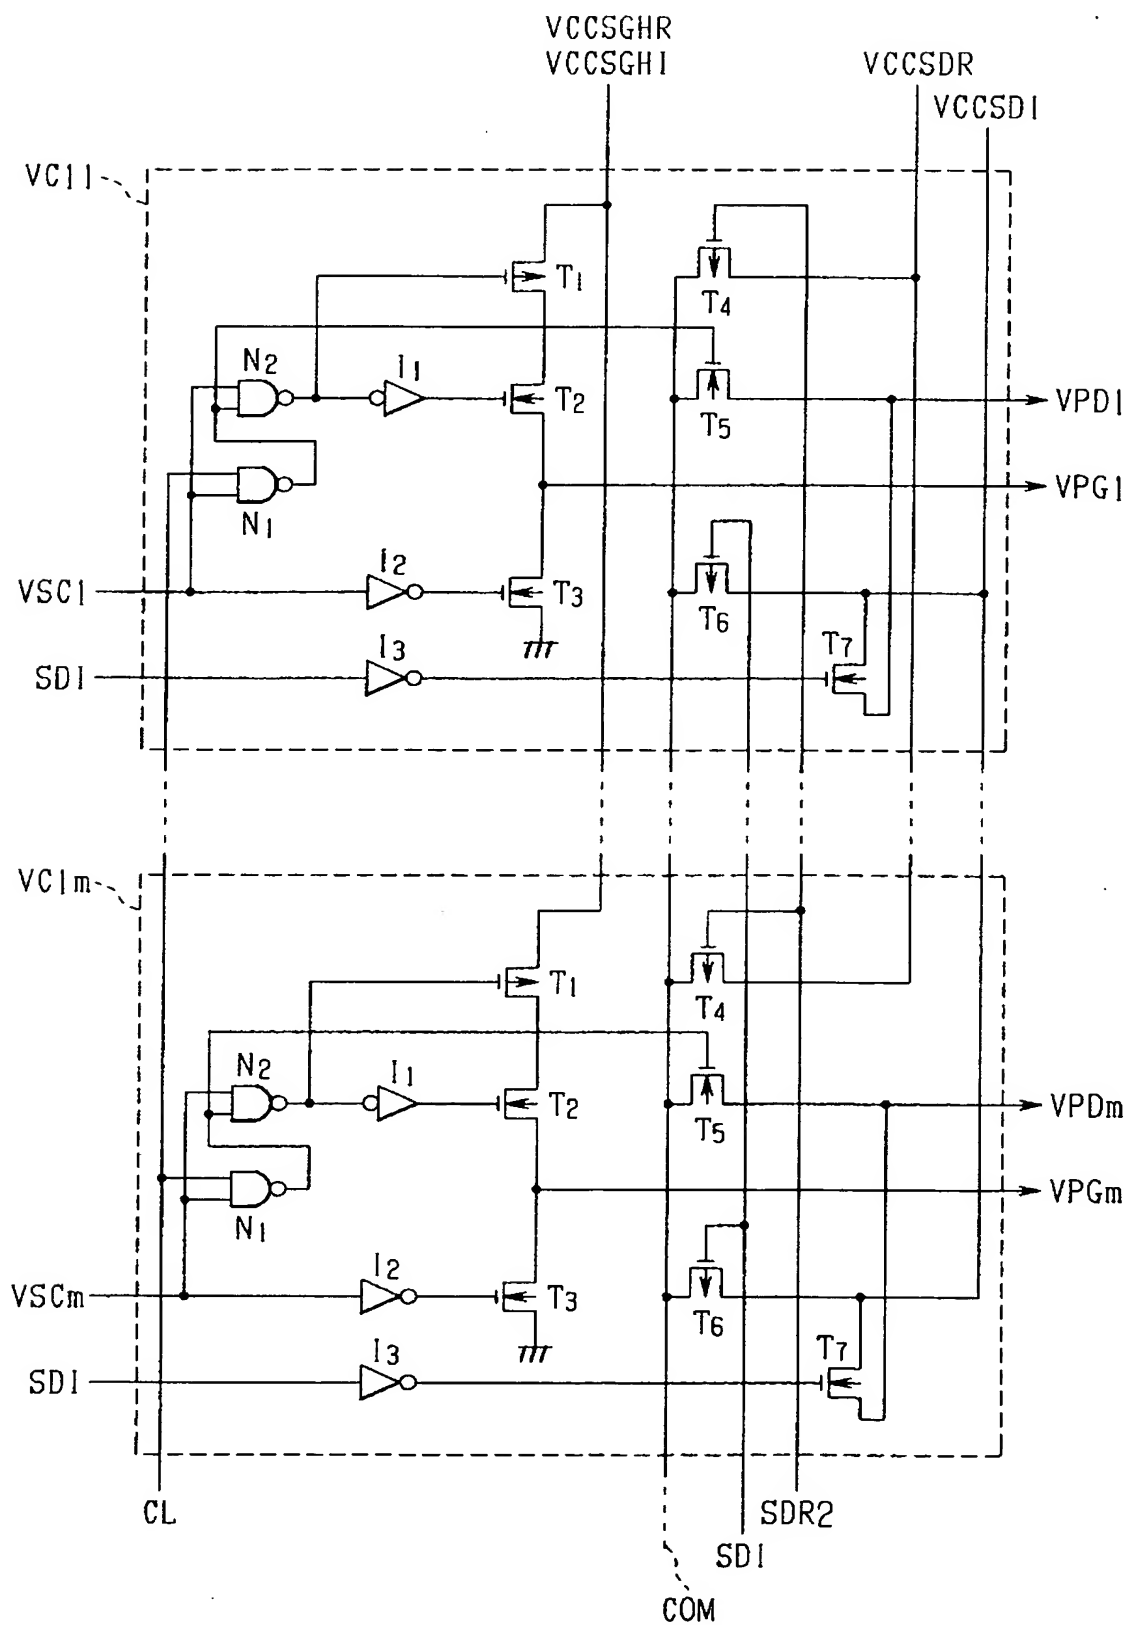 VCCSGHR
VCCSGHI
VCCSDR
VCCSDI
VC11
T1
T4
N2
I1
T2
T5
VPD1
VPG1
N1
I2
VSC1
T3
T6
I3
T7
SDI
VC1m
T1
T4
N2
I1
T2
T5
VPDm
VPGm
N1
I2
VSCm
T3
T6
I3
T7
SDI
CL
SDR2
SDI
COM